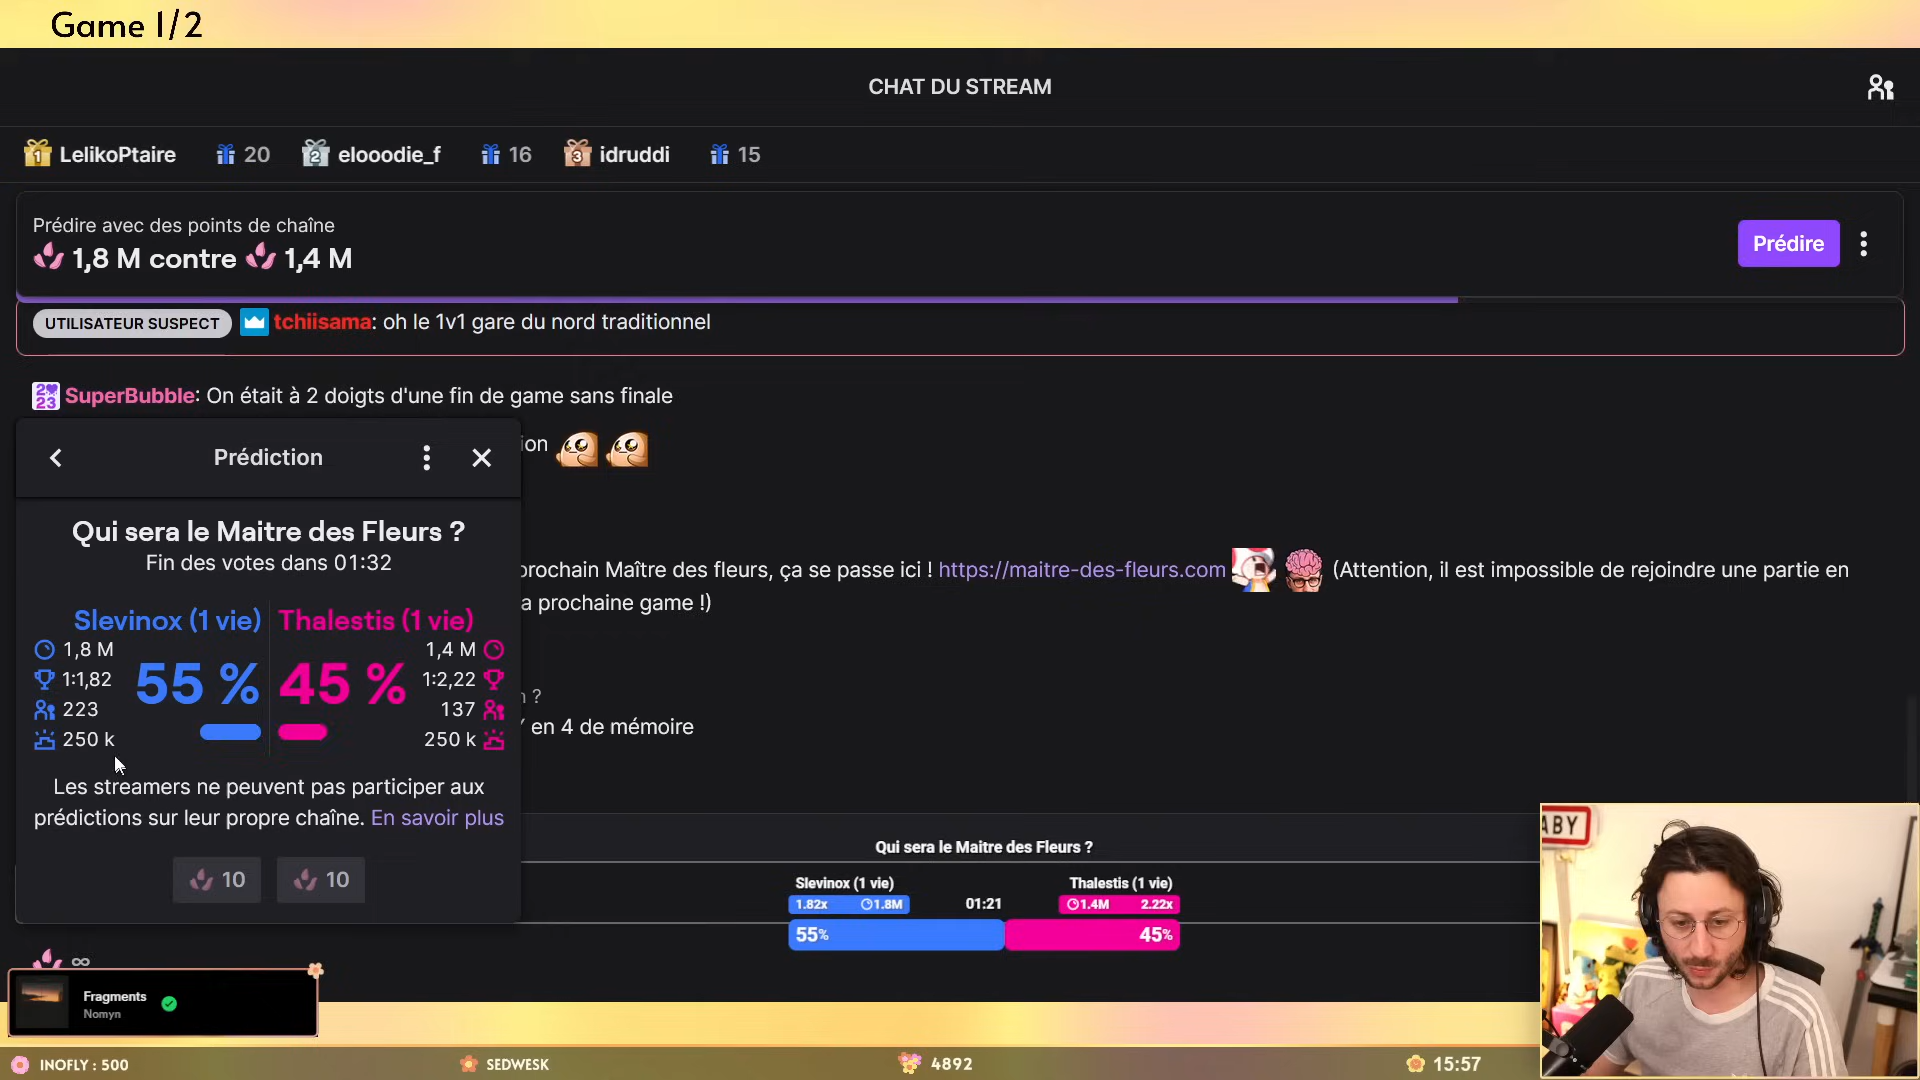 Game 1/2
CHAT DU STREAM
1 LelikoPtaire 20 2 elooodie_f 16 3 idruddi 15
Prédire avec des points de chaîne
1,8 M contre 1,4 M
Prédire
UTILISATEUR SUSPECT tchiisama: oh le 1v1 gare du nord traditionnel
2 23 SuperBubble: On était à 2 doigts d'une fin de game sans finale
ion
Prédiction
Qui sera le Maitre des Fleurs ?
Fin des votes dans 01:32
prochain Maître des fleurs, ça se passe ici ! https://maitre-des-fleurs.com (Attention, il est impossible de rejoindre une partie en
a prochaine game !)
Slevinox (1 vie) Thalestis (1 vie)
1,8 M 55 % 45 % 1,4 M
1:1,82 1:2,22
223 137
250 k 250 k
?
en 4 de mémoire
Les streamers ne peuvent pas participer aux
prédictions sur leur propre chaîne. En savoir plus
10 10
Qui sera le Maitre des Fleurs ?
Slevinox (1 vie) Thalestis (1 vie)
1.82x 1.8M 01:21 1.4M 2.22x
55% 45%
∞
Fragments
Nomyn
ABY
INOFLY : 500 SEDWESK 4892 15:57